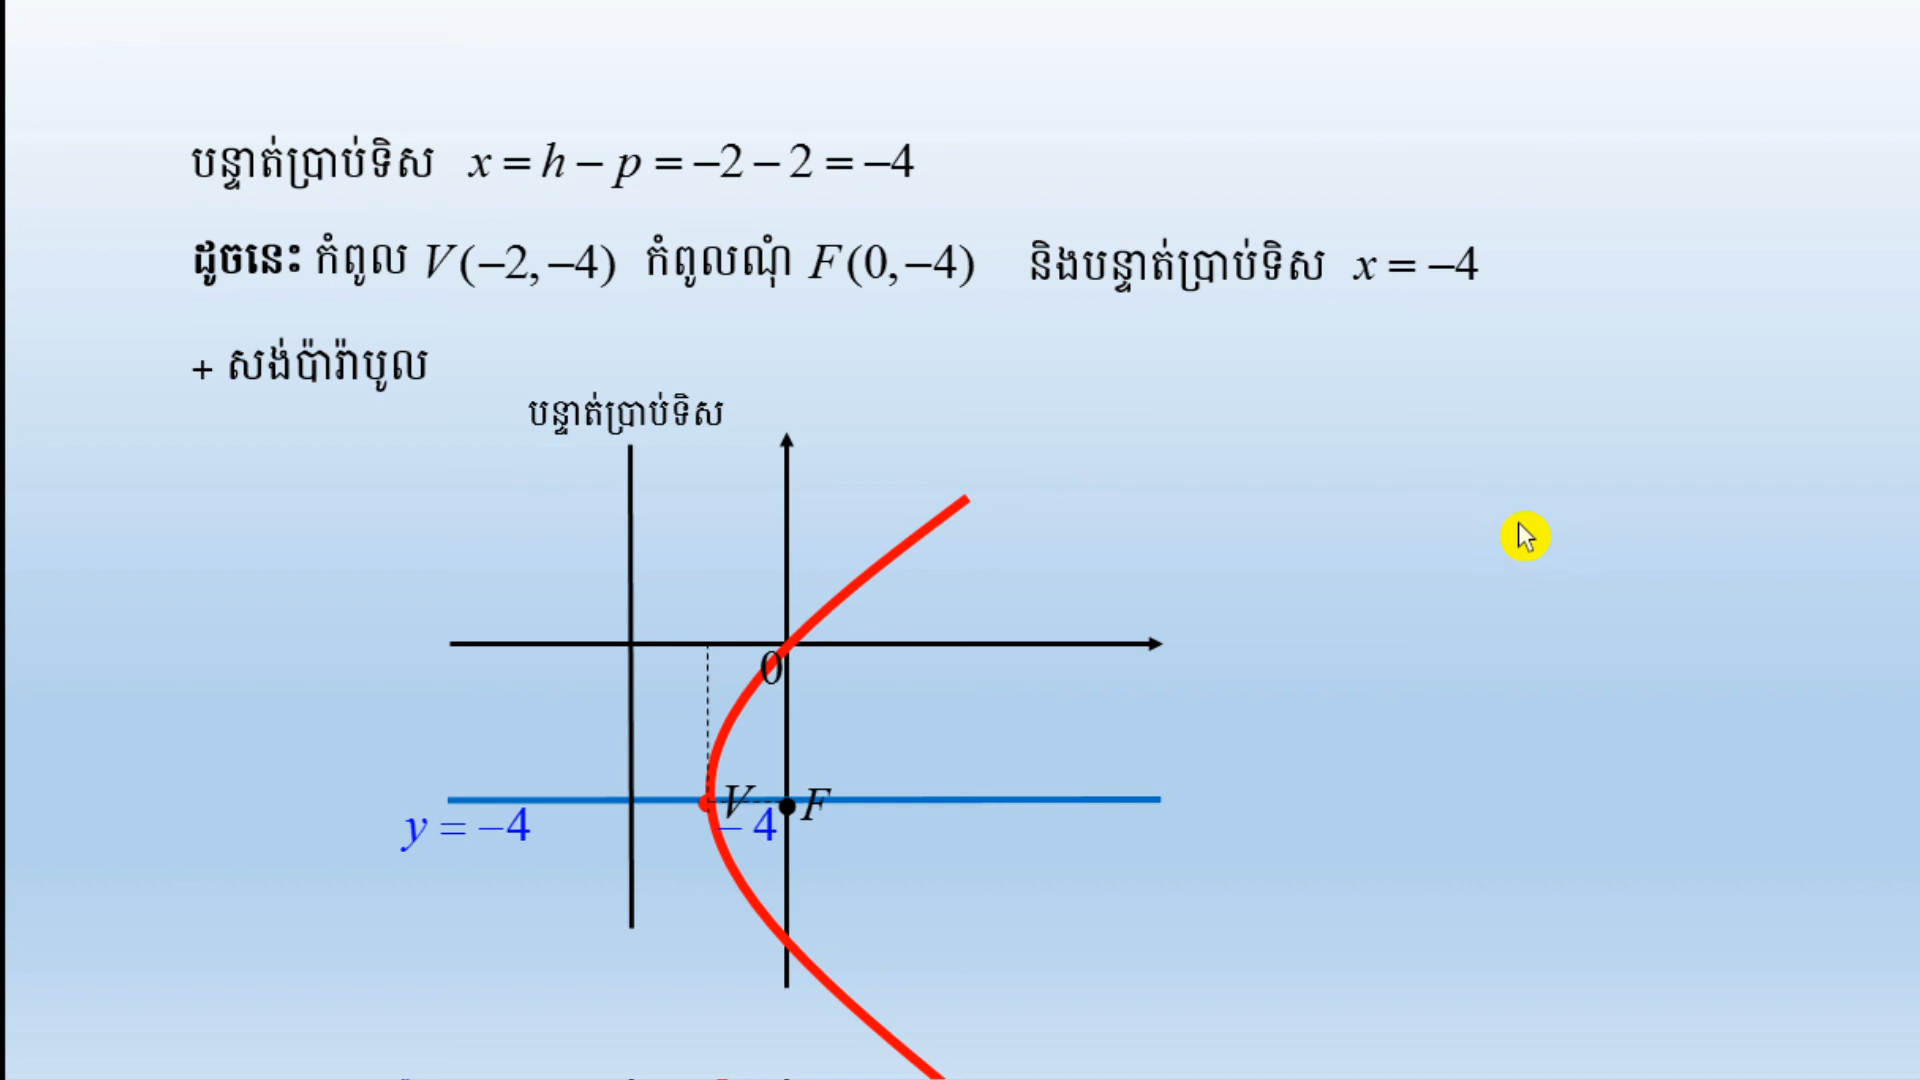 បន្ទាត់ប្រាប់ទិស x = h − p = −2 − 2 = −4
ដូចនេះ កំពូល V(−2,−4) កំពូលណុំ F(0,−4) និងបន្ទាត់ប្រាប់ទិស x = −4
+ សង់ប៉ារ៉ាបូល
បន្ទាត់ប្រាប់ទិស
0
V F
y = −4 − 4